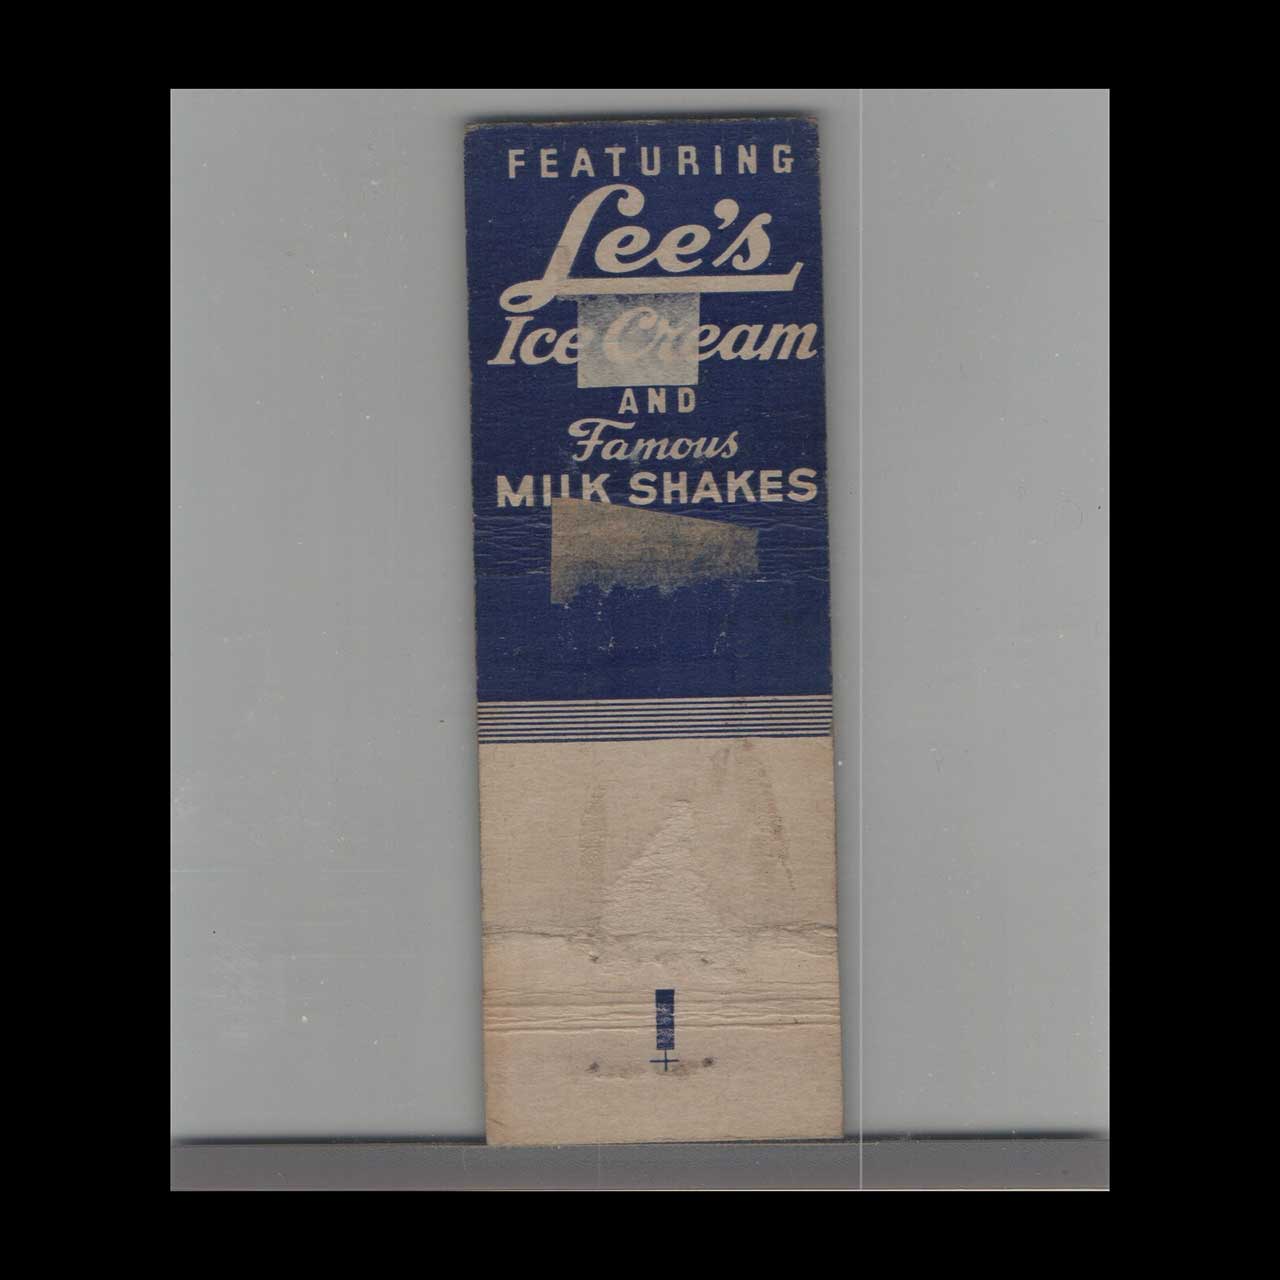 FEATURING
Lee's
Ice Cream
AND
Famous
MILK SHAKES